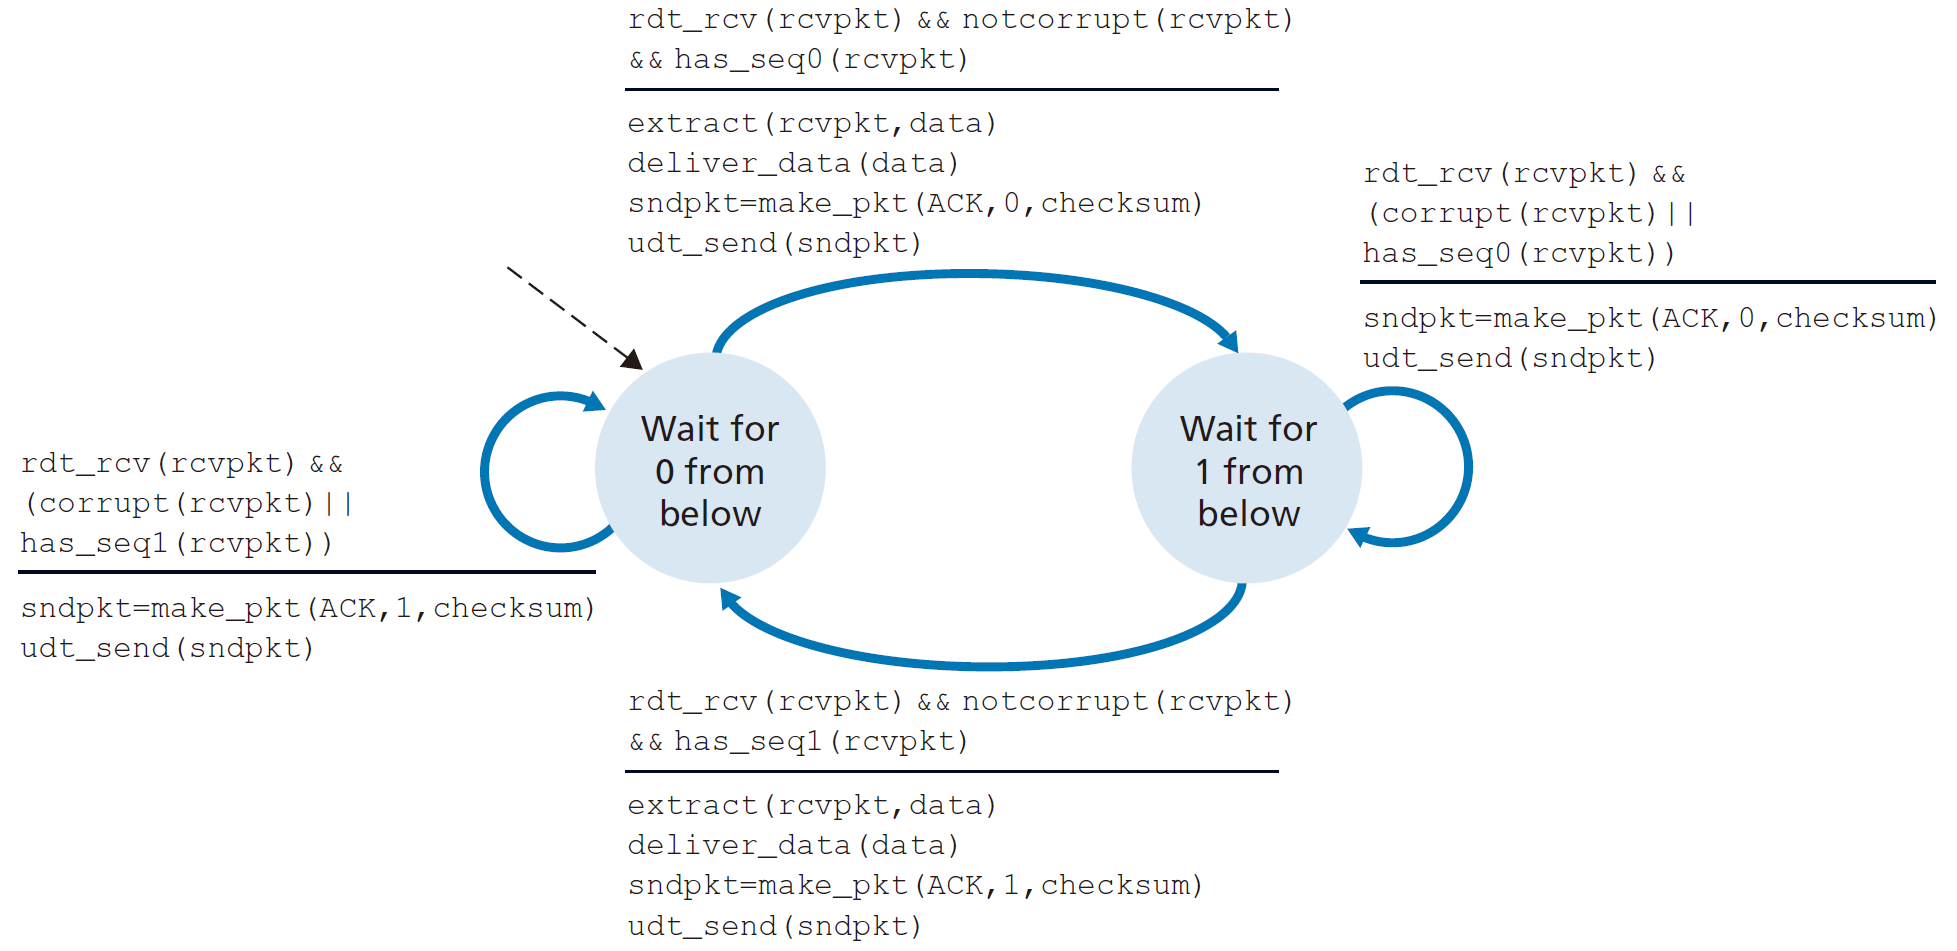 rdt_rcv(rcvpkt) && notcorrupt(rcvpkt)
&& has_seq0(rcvpkt)
extract(rcvpkt,data)
deliver_data(data)
sndpkt=make_pkt(ACK,0,checksum)
udt_send(sndpkt)
rdt_rcv(rcvpkt) &&
(corrupt(rcvpkt)||
has_seq0(rcvpkt))
sndpkt=make_pkt(ACK,0,checksum)
udt_send(sndpkt)
Wait for
0 from
below
Wait for
1 from
below
rdt_rcv(rcvpkt) &&
(corrupt(rcvpkt)||
has_seq1(rcvpkt))
sndpkt=make_pkt(ACK,1,checksum)
udt_send(sndpkt)
rdt_rcv(rcvpkt) && notcorrupt(rcvpkt)
&& has_seq1(rcvpkt)
extract(rcvpkt,data)
deliver_data(data)
sndpkt=make_pkt(ACK,1,checksum)
udt_send(sndpkt)